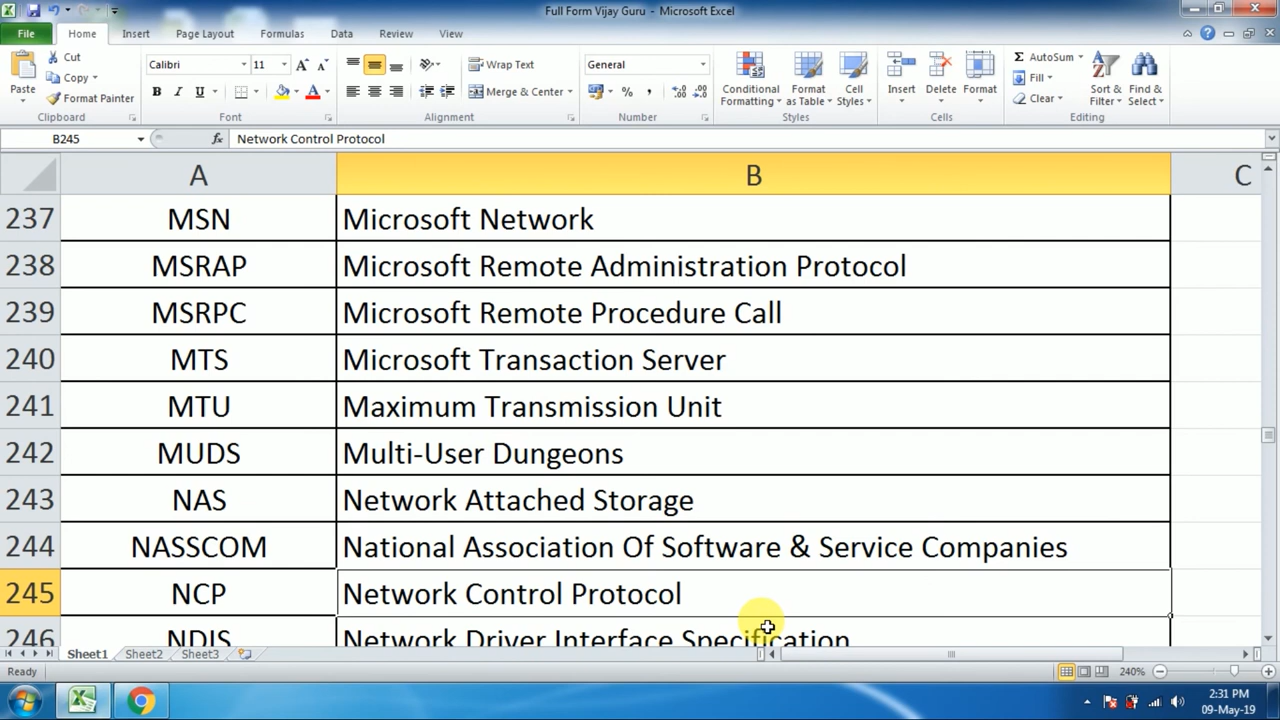 Full Form Vijay Guru - Microsoft Excel
File Home Insert Page Layout Formulas Data Review View
Paste
Cut
Copy
Format Painter
Clipboard
Calibri 11
B I U
Font
Wrap Text
Merge & Center
Alignment
General
% ,
Number
Conditional Formatting
Format as Table
Cell Styles
Styles
Insert Delete Format
Cells
AutoSum
Fill
Clear
Sort & Filter
Find & Select
Editing
B245 fx Network Control Protocol
A B C
237 MSN Microsoft Network
238 MSRAP Microsoft Remote Administration Protocol
239 MSRPC Microsoft Remote Procedure Call
240 MTS Microsoft Transaction Server
241 MTU Maximum Transmission Unit
242 MUDS Multi-User Dungeons
243 NAS Network Attached Storage
244 NASSCOM National Association Of Software & Service Companies
245 NCP Network Control Protocol
246 NDIS Network Driver Interface Specification
Sheet1 Sheet2 Sheet3
Ready 240%
2:31 PM
09-May-19